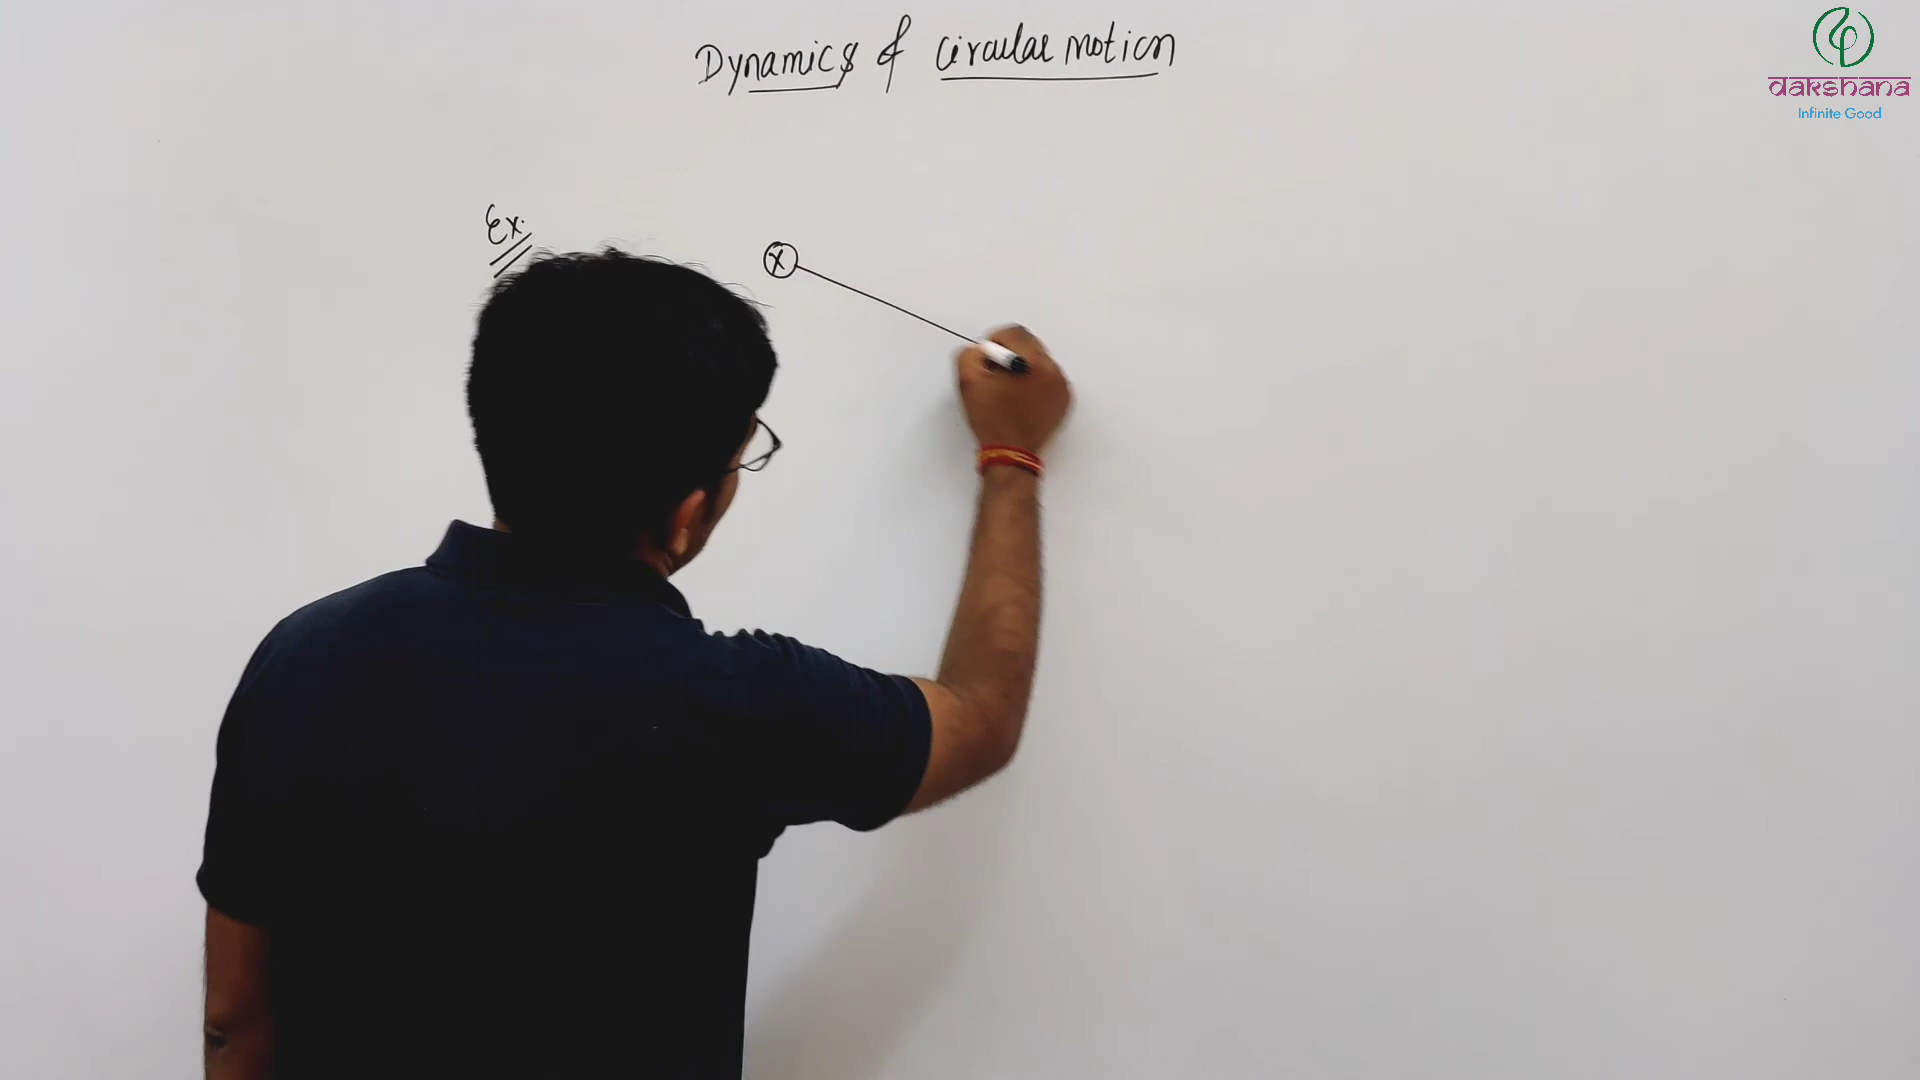 Dynamics of circular motion
dakshana
Infinite Good
Ex.
X